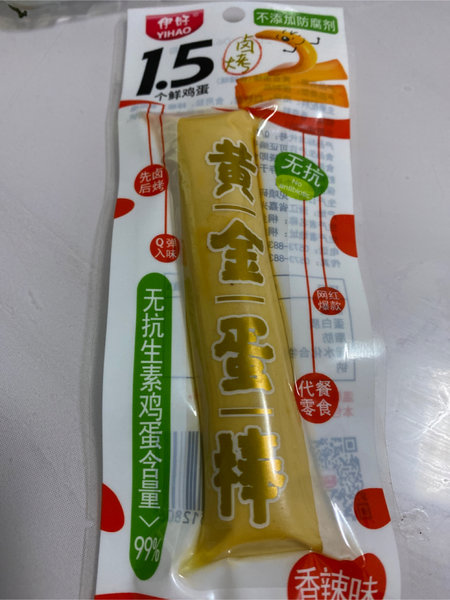 伊好
YIHAO
不添加防腐剂
1.5
个鲜鸡蛋
卤烤
无抗
No
antibiotic
先卤
后烤
Q弹
入味
黄金蛋棒
网红
爆款
代餐
零食
无抗生素鸡蛋含量>99%
香辣味